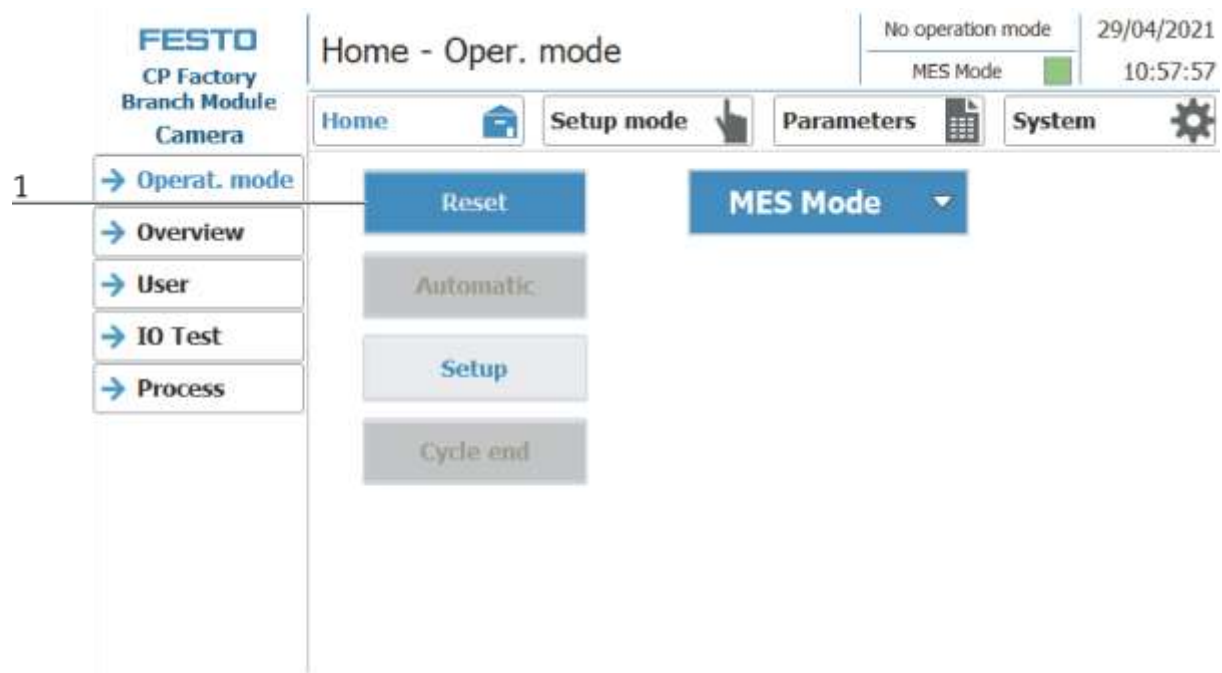 FESTO
CP Factory
Branch Module
Camera
Home - Oper. mode
No operation mode
MES Mode
29/04/2021
10:57:57
Home
Setup mode
Parameters
System
1
Operat. mode
Overview
User
IO Test
Process
Reset
MES Mode
Automatic
Setup
Cycle end